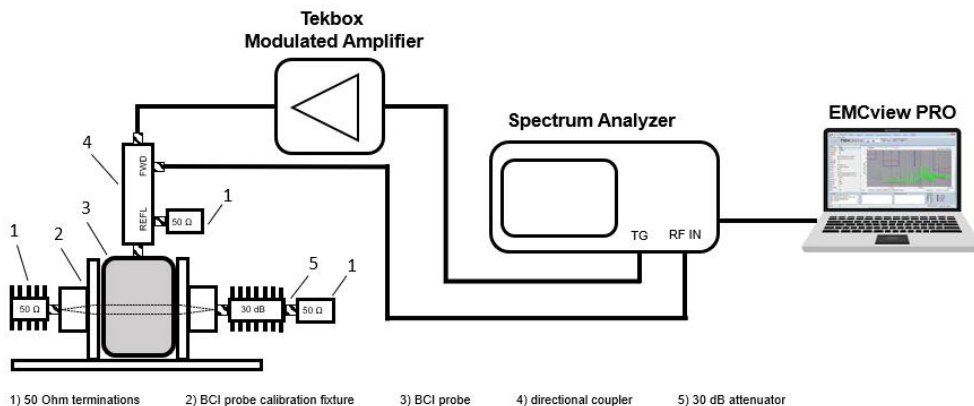 Tekbox
Modulated Amplifier
EMCview PRO
Spectrum Analyzer
4
FWD
3
REFL
50 Ω
1
TG
RF IN
1
2
5
1
50 Ω
30 dB
50 Ω
1) 50 Ohm terminations
2) BCI probe calibration fixture
3) BCI probe
4) directional coupler
5) 30 dB attenuator